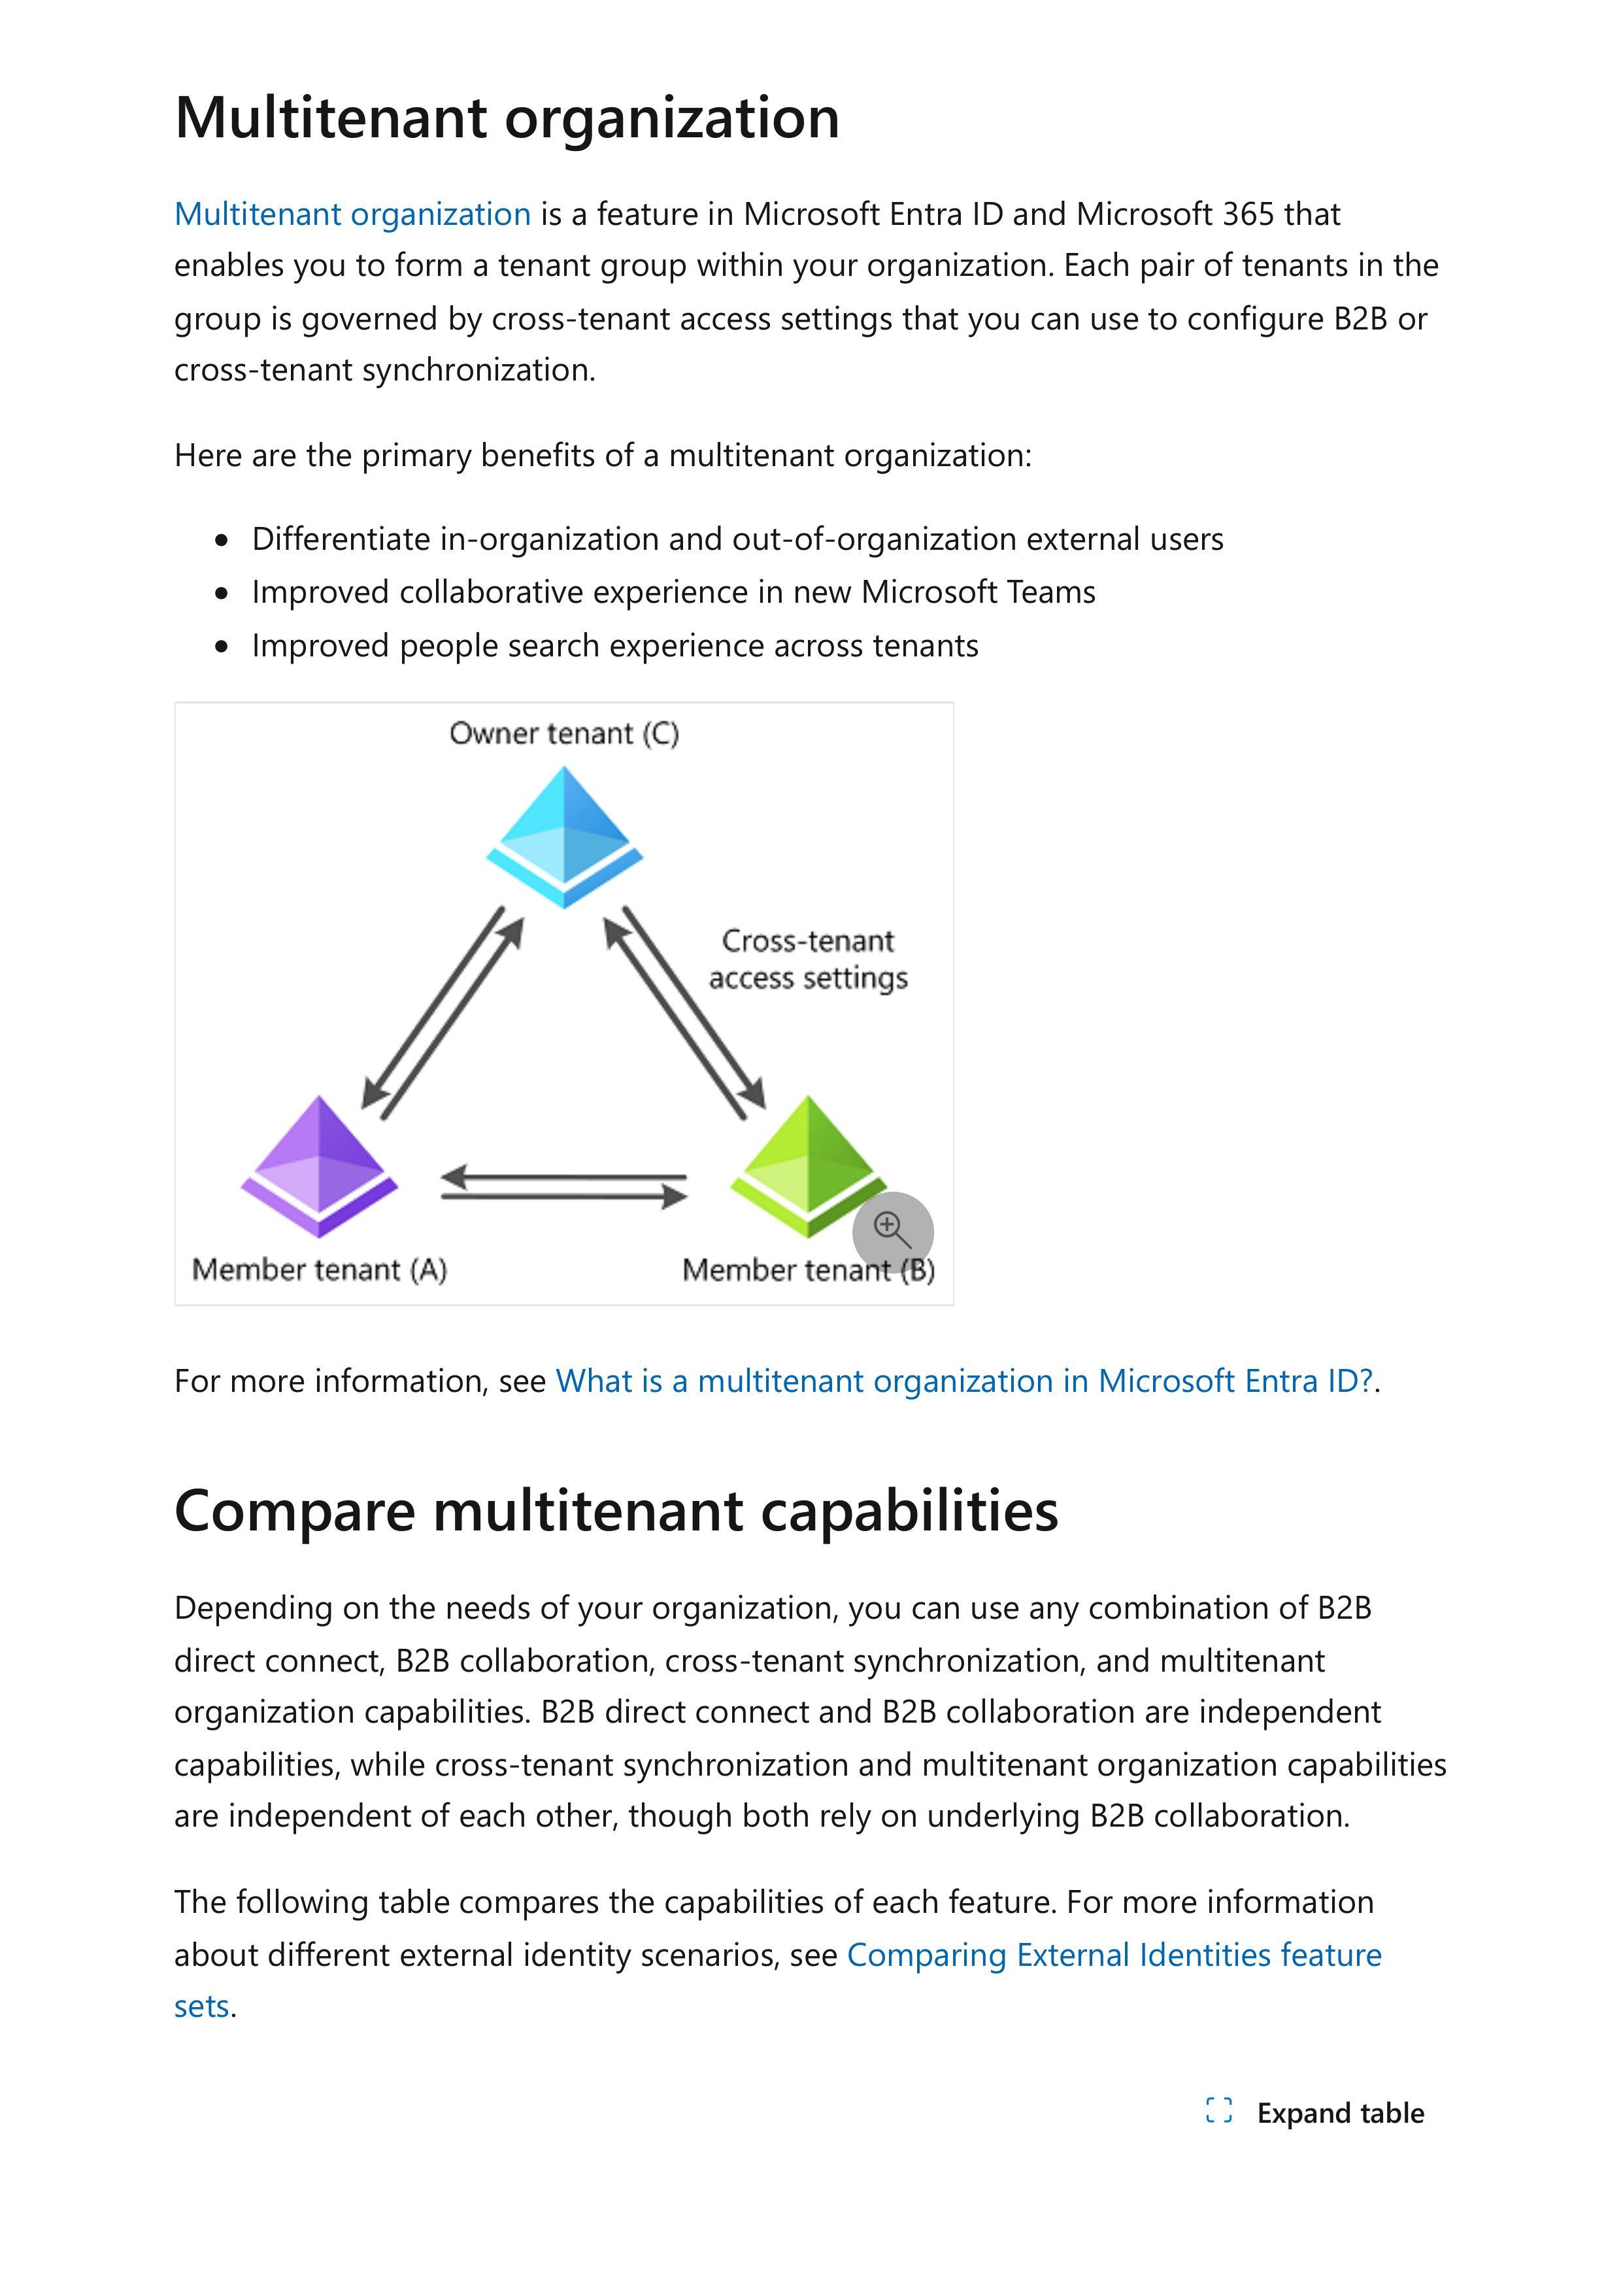 Multitenant organization
Multitenant organization is a feature in Microsoft Entra ID and Microsoft 365 that
enables you to form a tenant group within your organization. Each pair of tenants in the
group is governed by cross-tenant access settings that you can use to configure B2B or
cross-tenant synchronization.
Here are the primary benefits of a multitenant organization:
• Differentiate in-organization and out-of-organization external users
• Improved collaborative experience in new Microsoft Teams
• Improved people search experience across tenants
Owner tenant (C)
Cross-tenant
access settings
Member tenant (A)
Member tenant (B)
For more information, see What is a multitenant organization in Microsoft Entra ID?.
Compare multitenant capabilities
Depending on the needs of your organization, you can use any combination of B2B
direct connect, B2B collaboration, cross-tenant synchronization, and multitenant
organization capabilities. B2B direct connect and B2B collaboration are independent
capabilities, while cross-tenant synchronization and multitenant organization capabilities
are independent of each other, though both rely on underlying B2B collaboration.
The following table compares the capabilities of each feature. For more information
about different external identity scenarios, see Comparing External Identities feature
sets.
Expand table